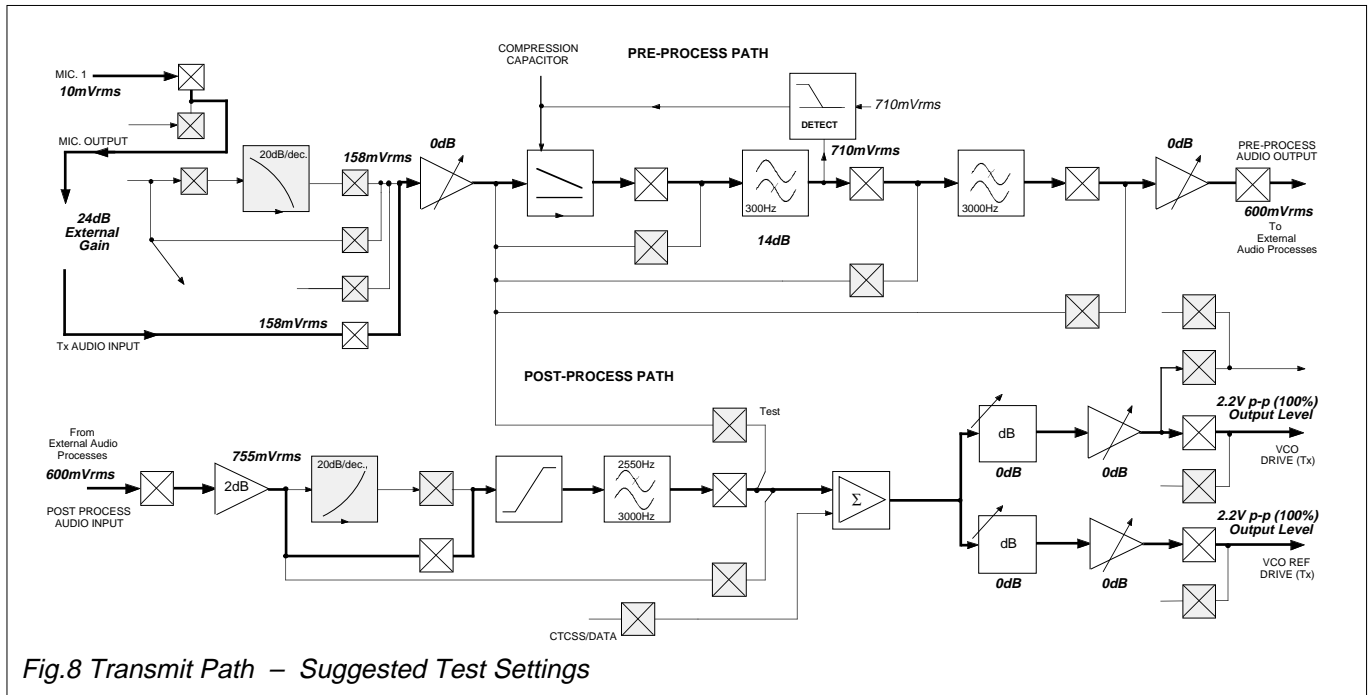 COMPRESSION
CAPACITOR
PRE-PROCESS PATH
MIC. 1
10mVrms
MIC. OUTPUT
20dB/dec.
158mVrms
0dB
DETECT
710mVrms
710mVrms
0dB
PRE-PROCESS
AUDIO OUTPUT
24dB
External
Gain
300Hz
14dB
3000Hz
600mVrms
To
External
Audio Processes
158mVrms
Tx AUDIO INPUT
POST-PROCESS PATH
Test
From
External Audio
Processes
600mVrms
POST PROCESS
AUDIO INPUT
755mVrms
2dB
20dB/dec.,
2550Hz
3000Hz
Σ
dB
0dB
0dB
2.2V p-p (100%)
Output Level
VCO
DRIVE (Tx)
dB
0dB
0dB
2.2V p-p (100%)
Output Level
VCO REF
DRIVE (Tx)
CTCSS/DATA
Fig.8 Transmit Path – Suggested Test Settings